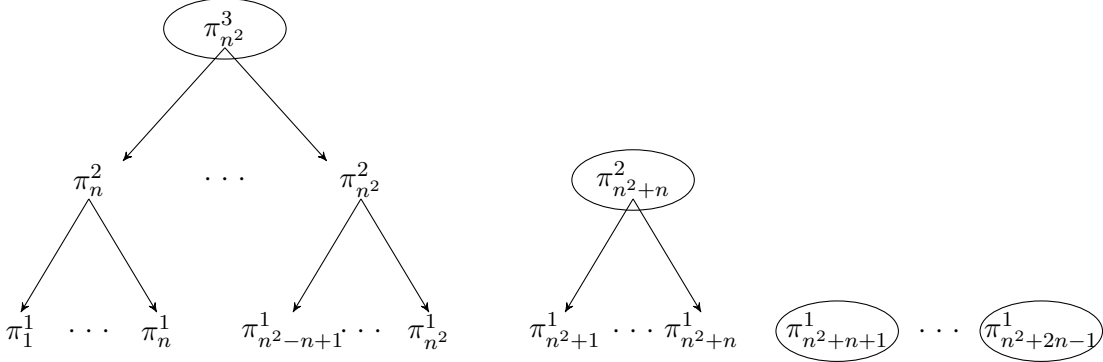 π^3_{n^2}
π^2_n · · · π^2_{n^2} π^2_{n^2+n}
π^1_1 · · · π^1_n π^1_{n^2−n+1} · · · π^1_{n^2} π^1_{n^2+1} · · · π^1_{n^2+n} π^1_{n^2+n+1} · · · π^1_{n^2+2n−1}